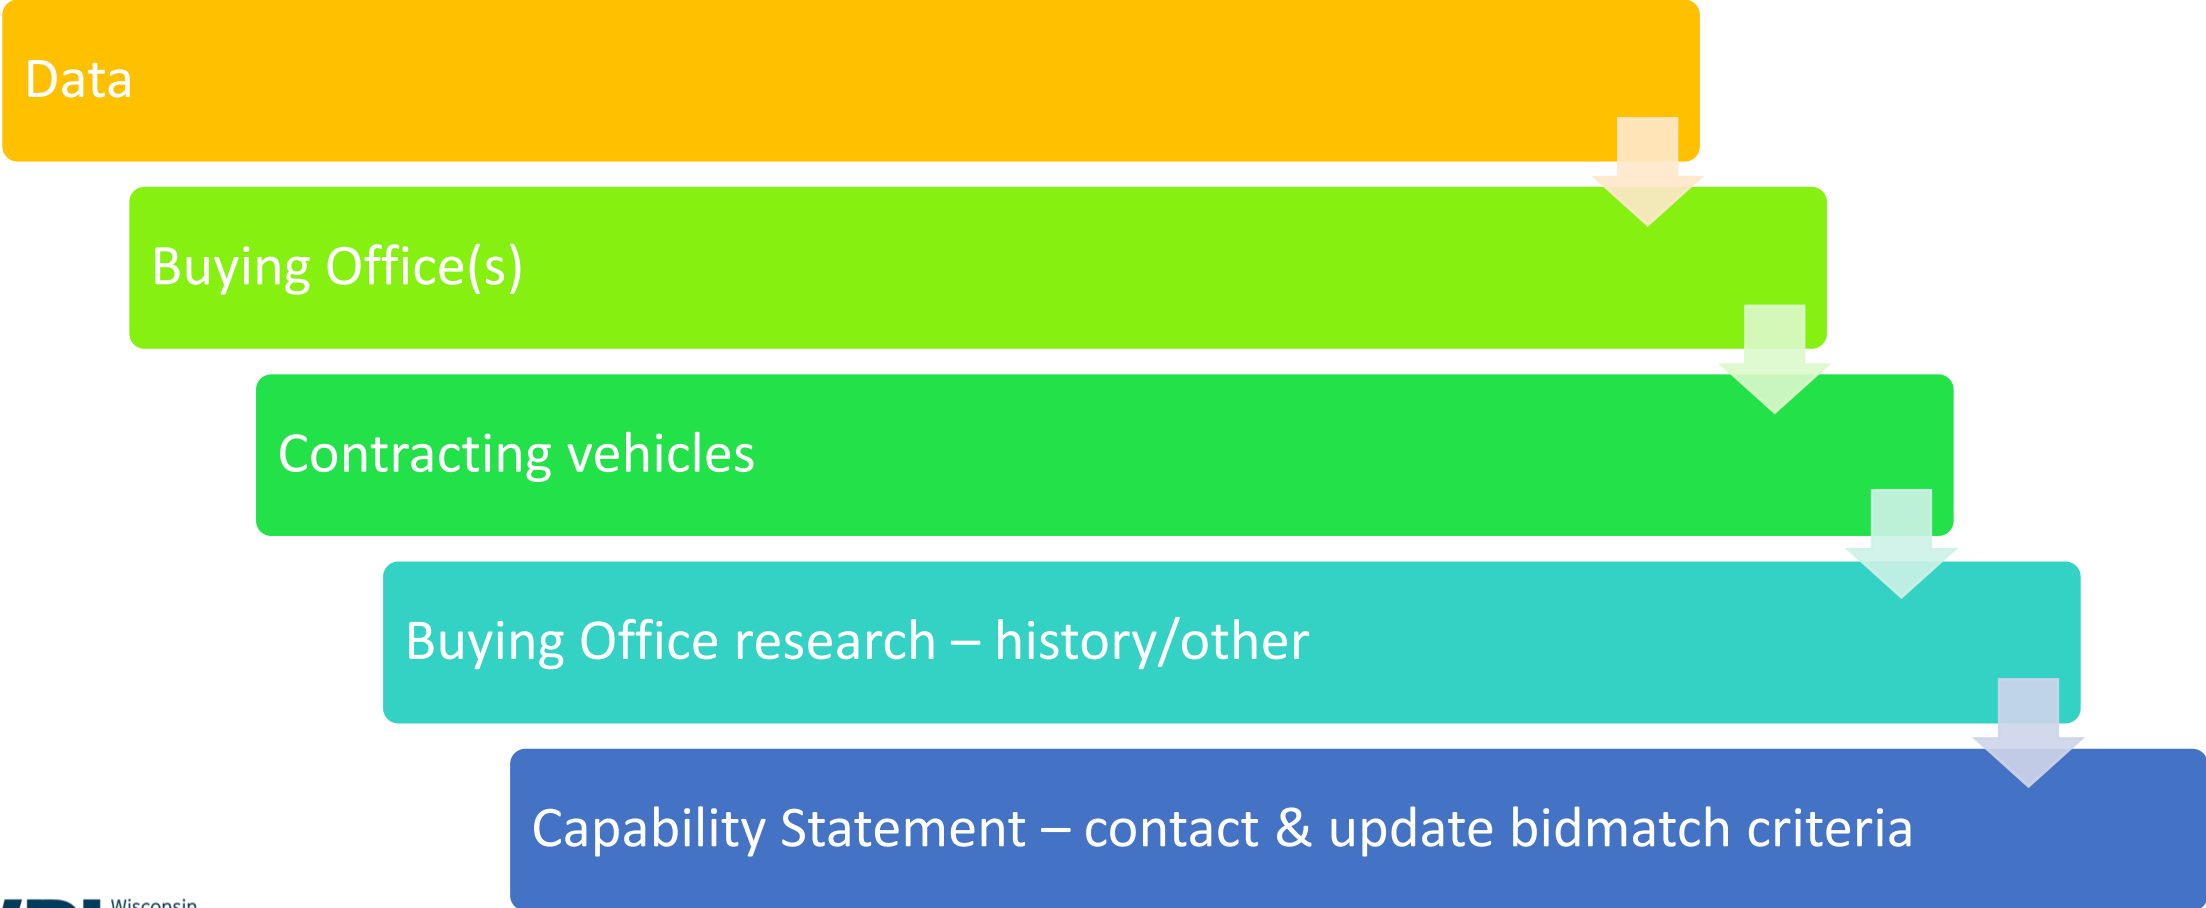 Data
Buying Office(s)
Contracting vehicles
Buying Office research – history/other
Capability Statement – contact & update bidmatch criteria
Wisconsin